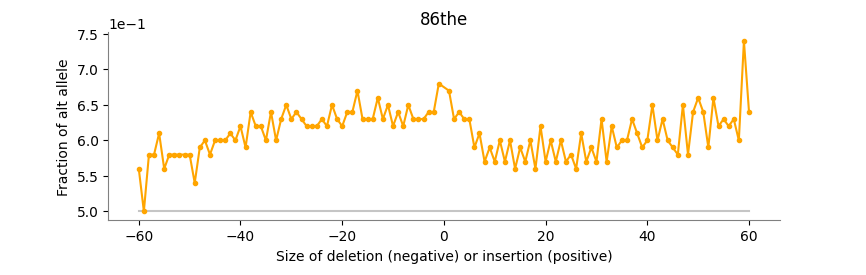 86the
1e−1
7.5
7.0
6.5
6.0
5.5
5.0
Fraction of alt allele
−60 −40 −20 0 20 40 60
Size of deletion (negative) or insertion (positive)